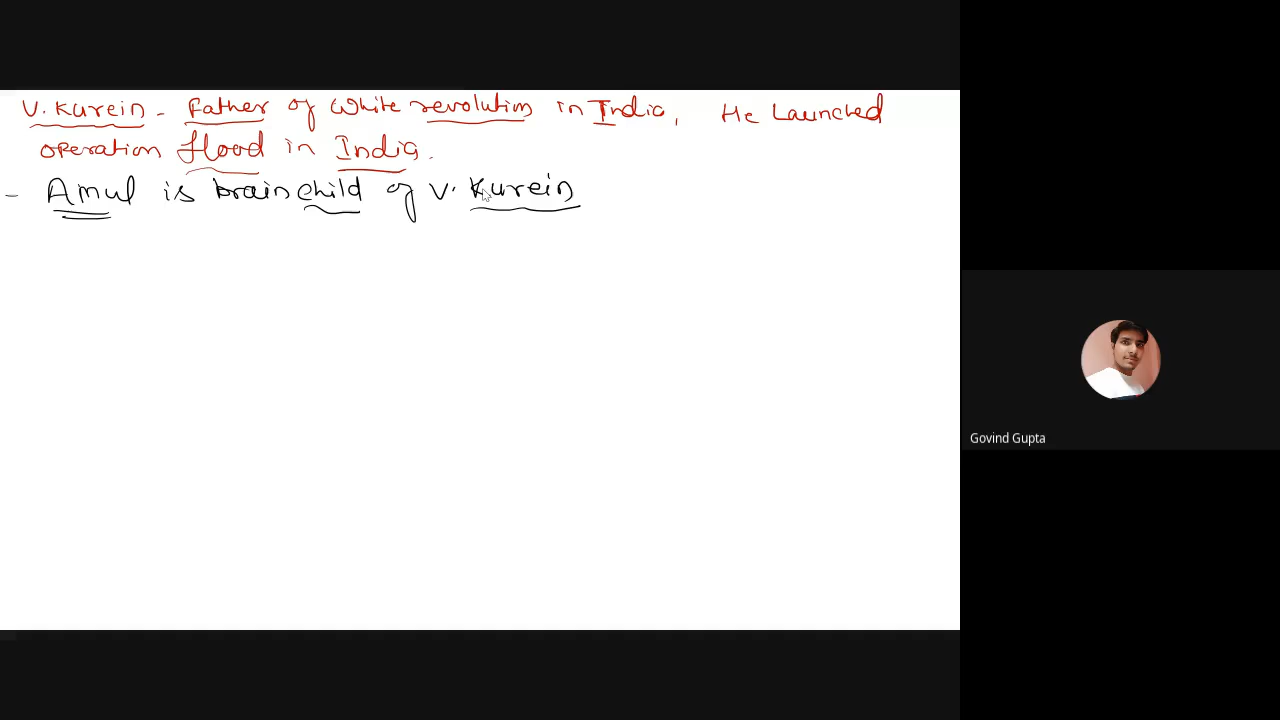 V. Kurein - Father of white revolution in India, He Launched
operation flood in India.
- Amul is brainchild of V. Kurein
Govind Gupta